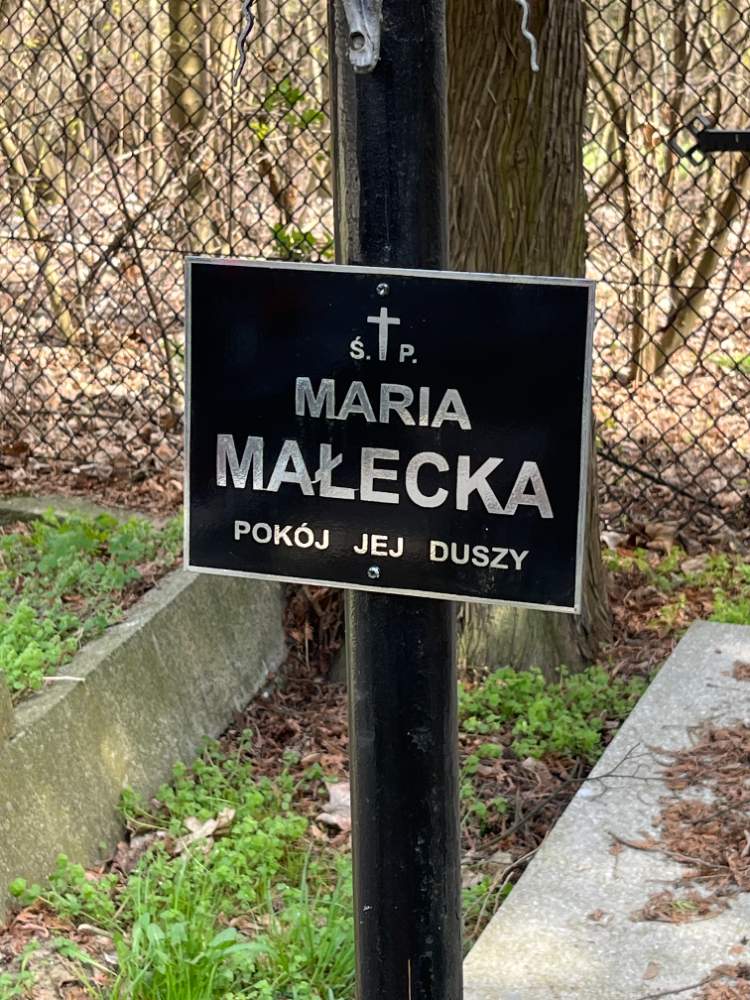 Ś. P.
MARIA
MAŁECKA
POKÓJ JEJ DUSZY